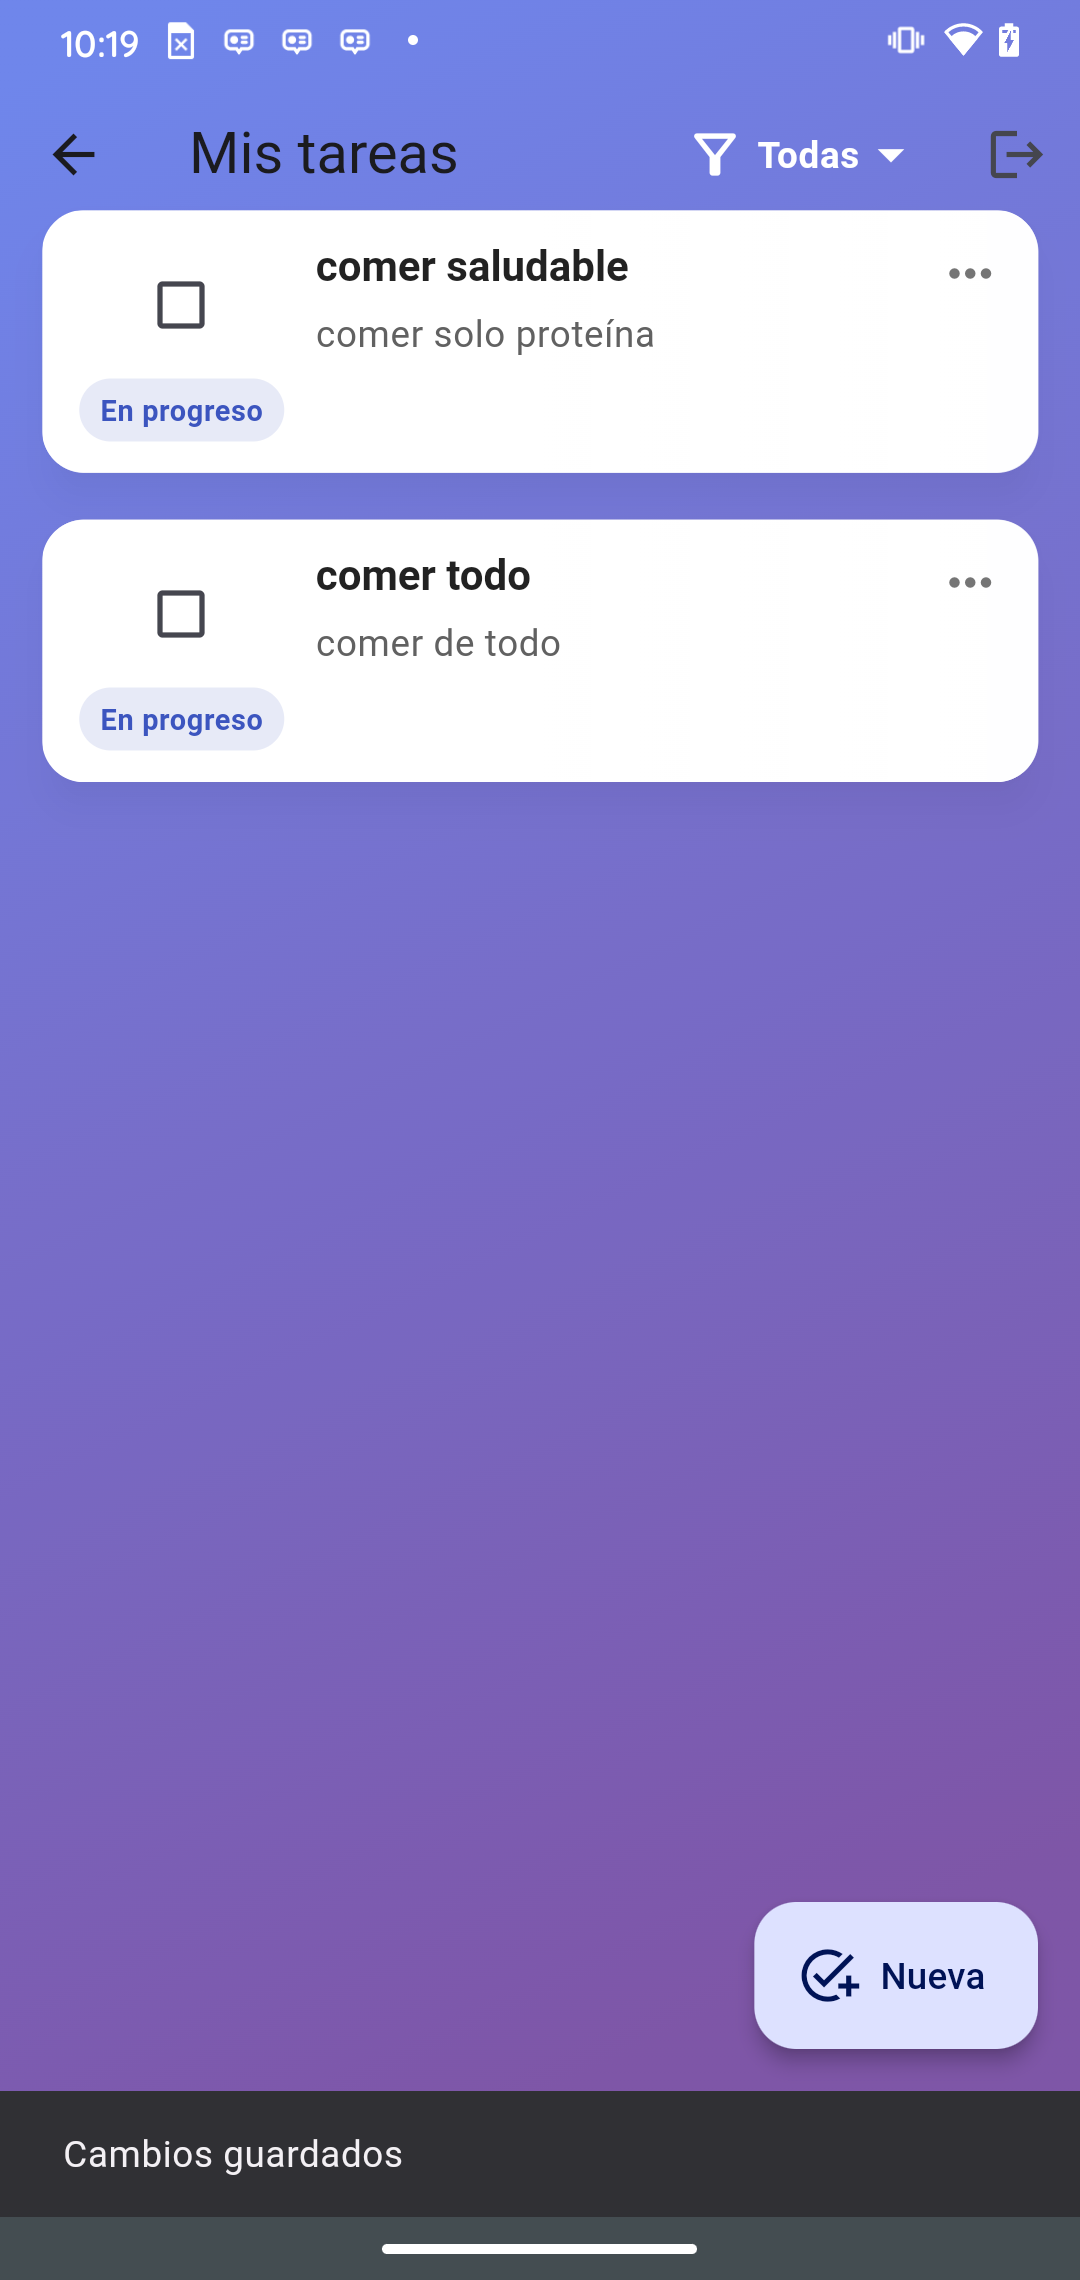 10:19
Mis tareas
Todas
comer saludable
comer solo proteína
En progreso
comer todo
comer de todo
En progreso
Nueva
Cambios guardados